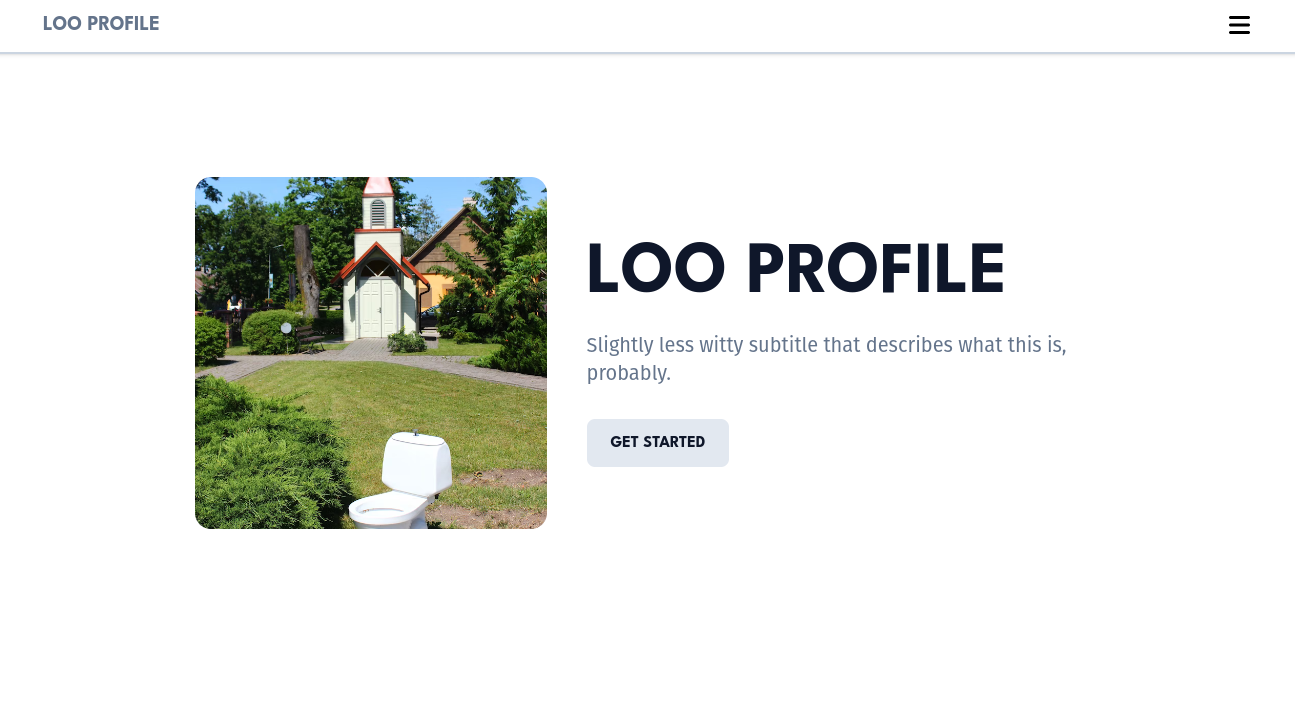 LOO PROFILE
LOO PROFILE
Slightly less witty subtitle that describes what this is,
probably.
GET STARTED